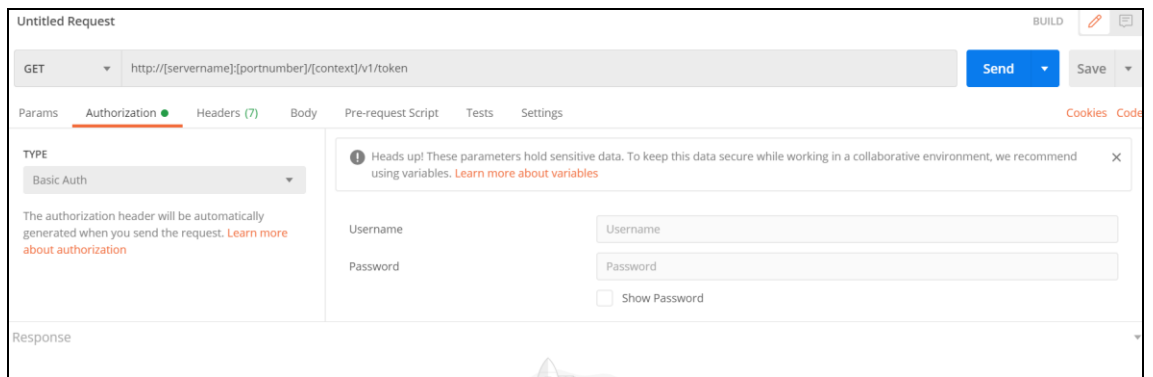 Untitled Request
BUILD
GET
http://[servername]:[portnumber]/[context]/v1/token
Send
Save
Params
Authorization
Headers (7)
Body
Pre-request Script
Tests
Settings
Cookies
Code
TYPE
Basic Auth
The authorization header will be automatically
generated when you send the request. Learn more
about authorization
Heads up! These parameters hold sensitive data. To keep this data secure while working in a collaborative environment, we recommend
using variables. Learn more about variables
Username
Username
Password
Password
Show Password
Response